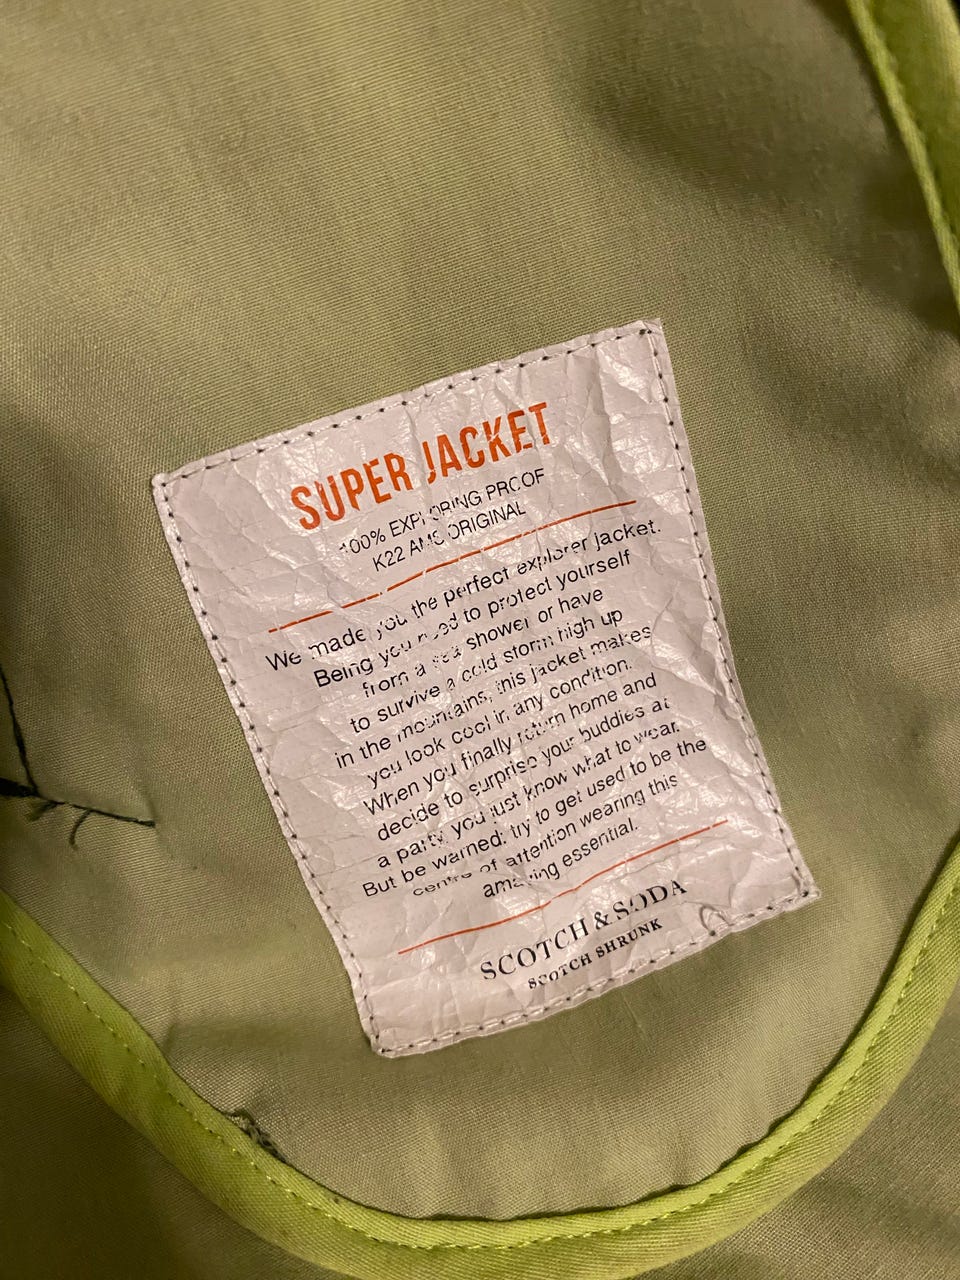 SUPER JACKET
100% EXPLORING PROOF
K22 AMS ORIGINAL
We made you the perfect explorer jacket.
Being you need to protect yourself
from a sea shower or have
to survive a cold storm high up
in the mountains, this jacket makes
you look cool in any condition.
When you finally return home and
decide to surprise your buddies at
a party, you just know what to wear.
But be warned; try to get used to be the
centre of attention wearing this
amazing essential.
SCOTCH & SODA
SCOTCH SHRUNK